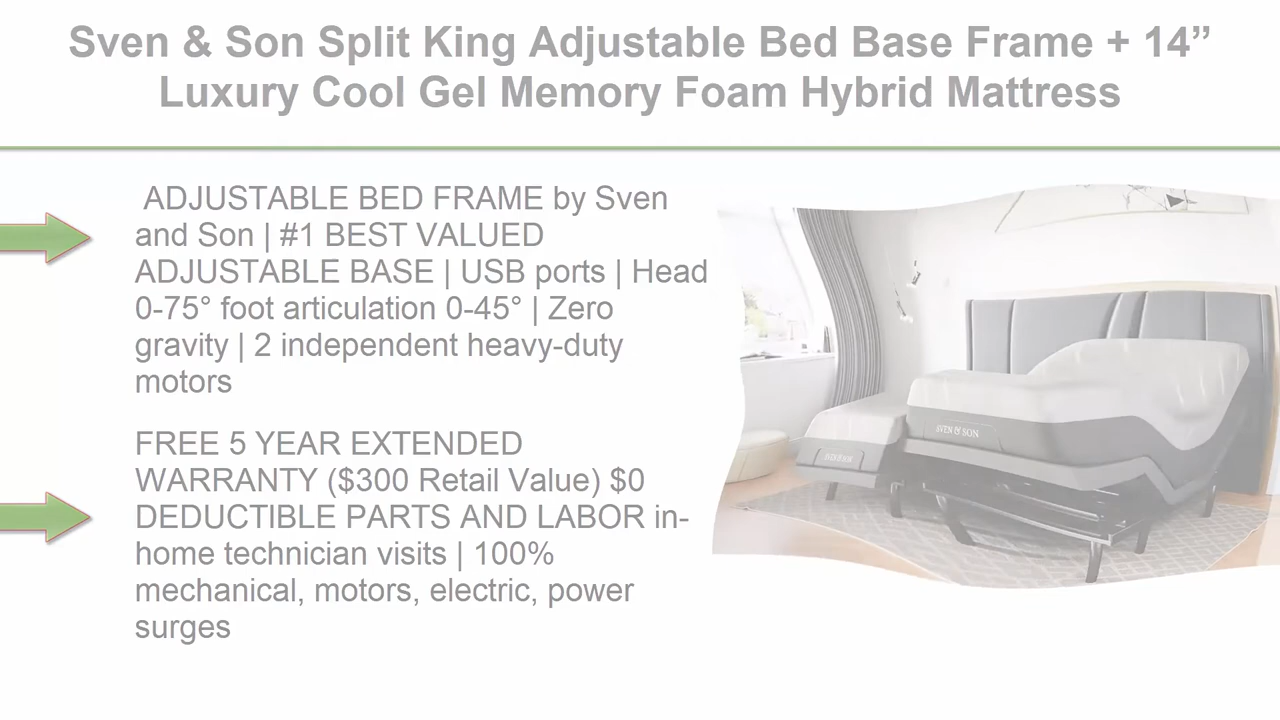 Sven & Son Split King Adjustable Bed Base Frame + 14”
Luxury Cool Gel Memory Foam Hybrid Mattress
ADJUSTABLE BED FRAME by Sven
and Son | #1 BEST VALUED
ADJUSTABLE BASE | USB ports | Head
0-75° foot articulation 0-45° | Zero
gravity | 2 independent heavy-duty
motors
FREE 5 YEAR EXTENDED
WARRANTY ($300 Retail Value) $0
DEDUCTIBLE PARTS AND LABOR in-
home technician visits | 100%
mechanical, motors, electric, power
surges
SVEN & SON
SVEN & SON